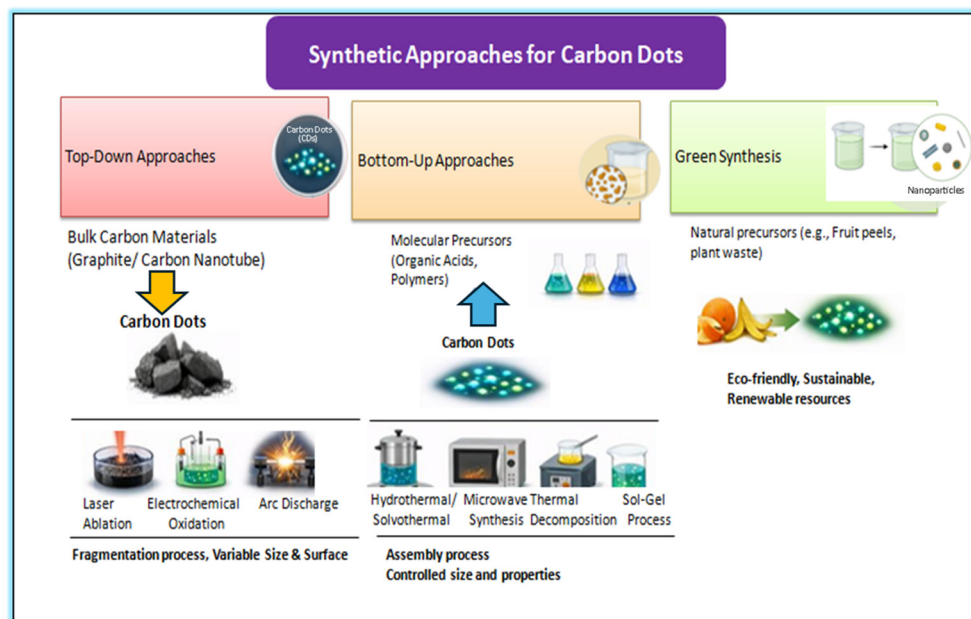 Synthetic Approaches for Carbon Dots
Top-Down Approaches
Carbon Dots
(CDs)
Bulk Carbon Materials
(Graphite/ Carbon Nanotube)
Carbon Dots
Laser
Ablation
Electrochemical
Oxidation
Arc Discharge
Fragmentation process, Variable Size & Surface
Bottom-Up Approaches
Molecular Precursors
(Organic Acids,
Polymers)
Carbon Dots
Hydrothermal/
Solvothermal
Microwave
Synthesis
Thermal
Decomposition
Sol-Gel
Process
Assembly process
Controlled size and properties
Green Synthesis
Nanoparticles
Natural precursors (e.g., Fruit peels,
plant waste)
Eco-friendly, Sustainable,
Renewable resources